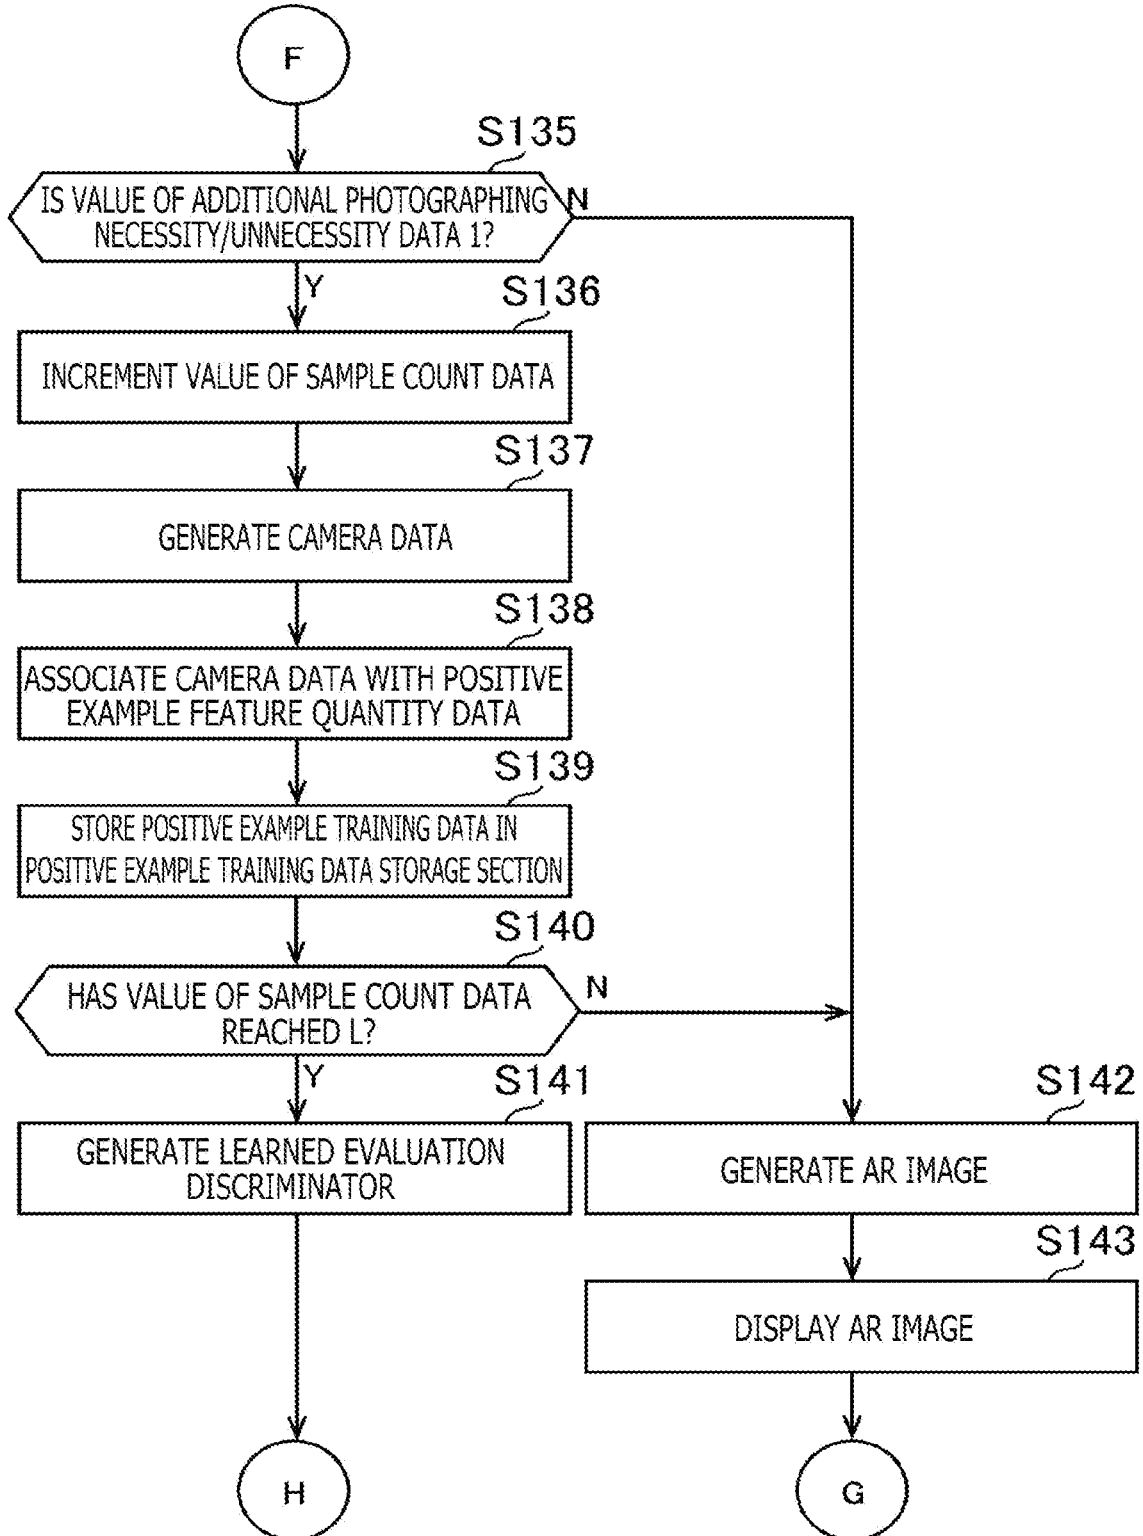 F
S135
IS VALUE OF ADDITIONAL PHOTOGRAPHING
NECESSITY/UNNECESSITY DATA 1?
N
Y
S136
INCREMENT VALUE OF SAMPLE COUNT DATA
S137
GENERATE CAMERA DATA
S138
ASSOCIATE CAMERA DATA WITH POSITIVE
EXAMPLE FEATURE QUANTITY DATA
S139
STORE POSITIVE EXAMPLE TRAINING DATA IN
POSITIVE EXAMPLE TRAINING DATA STORAGE SECTION
S140
HAS VALUE OF SAMPLE COUNT DATA
REACHED L?
N
Y
S141
GENERATE LEARNED EVALUATION
DISCRIMINATOR
S142
GENERATE AR IMAGE
S143
DISPLAY AR IMAGE
H
G